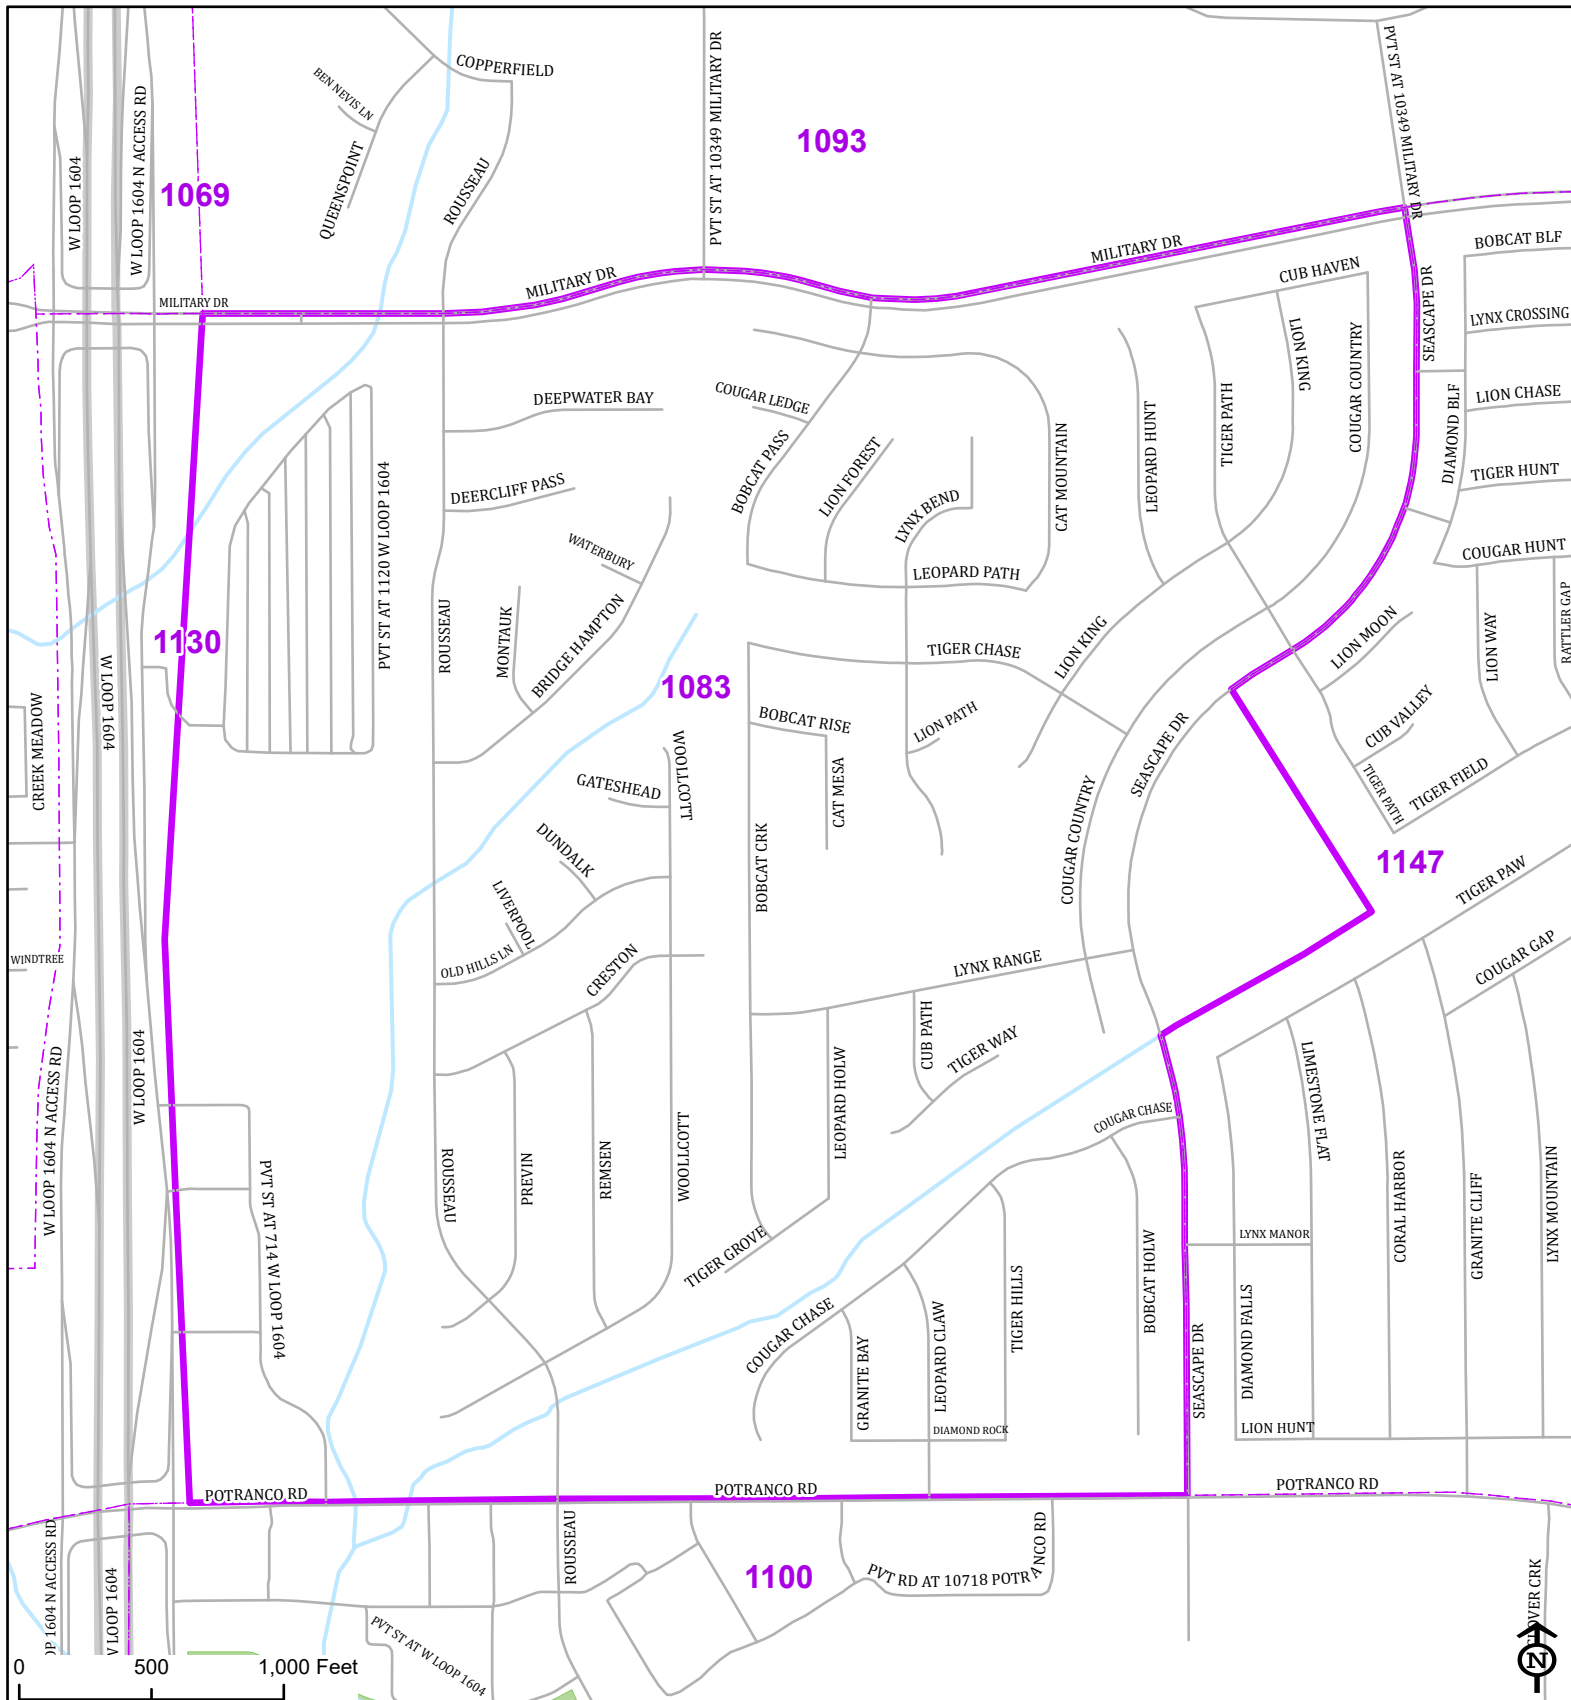 COPPERFIELD
BEN NEVIS LN
QUEENSPOINT
ROUSSEAU
W LOOP 1604
W LOOP 1604 N ACCESS RD
1069
PVT ST AT 10349 MILITARY DR
1093
PVT ST AT 10349 MILITARY DR
MILITARY DR
MILITARY DR
MILITARY DR
BOBCAT BLF
CUB HAVEN
SEASCAPE DR
LYNX CROSSING
LION KING
COUGAR COUNTRY
DEEPWATER BAY
COUGAR LEDGE
TIGER PATH
LEOPARD HUNT
CAT MOUNTAIN
LION CHASE
DIAMOND BLF
BOBCAT PASS
LION FOREST
TIGER HUNT
DEERCLIFF PASS
LYNX BEND
PVT ST AT 1120 W LOOP 1604
WATERBURY
COUGAR HUNT
LEOPARD PATH
ROUSSEAU
MONTAUK
BRIDGE HAMPTON
LION KING
LION MOON
LION WAY
RATTLER GAP
1130
TIGER CHASE
1083
W LOOP 1604
CREEK MEADOW
BOBCAT RISE
LION PATH
SEASCAPE DR
CUB VALLEY
WOOLLCOTT
GATESHEAD
CAT MESA
TIGER PATH
TIGER FIELD
DUNDALK
BOBCAT CRK
COUGAR COUNTRY
1147
TIGER PAW
LIVERPOOL
OLD HILLS LN
CRESTON
WINDTREE
LYNX RANGE
COUGAR GAP
W LOOP 1604
W LOOP 1604 N ACCESS RD
CUB PATH
TIGER WAY
LEOPARD HOLW
LIMESTONE FLAT
COUGAR CHASE
ROUSSEAU
PREVIN
REMSEN
WOOLLCOTT
PVT ST AT 714 W LOOP 1604
CORAL HARBOR
GRANITE CLIFF
LYNX MOUNTAIN
TIGER GROVE
LYNX MANOR
BOBCAT HOLW
TIGER HILLS
COUGAR CHASE
LEOPARD CLAW
GRANITE BAY
SEASCAPE DR
DIAMOND FALLS
DIAMOND ROCK
LION HUNT
POTRANCO RD
POTRANCO RD
POTRANCO RD
ROUSSEAU
1100
PVT RD AT 10718 POTRANCO RD
OP 1604 N ACCESS RD
W LOOP 1604
PVT ST AT W LOOP 1604
CLOVER CRK
0 500 1,000 Feet
N